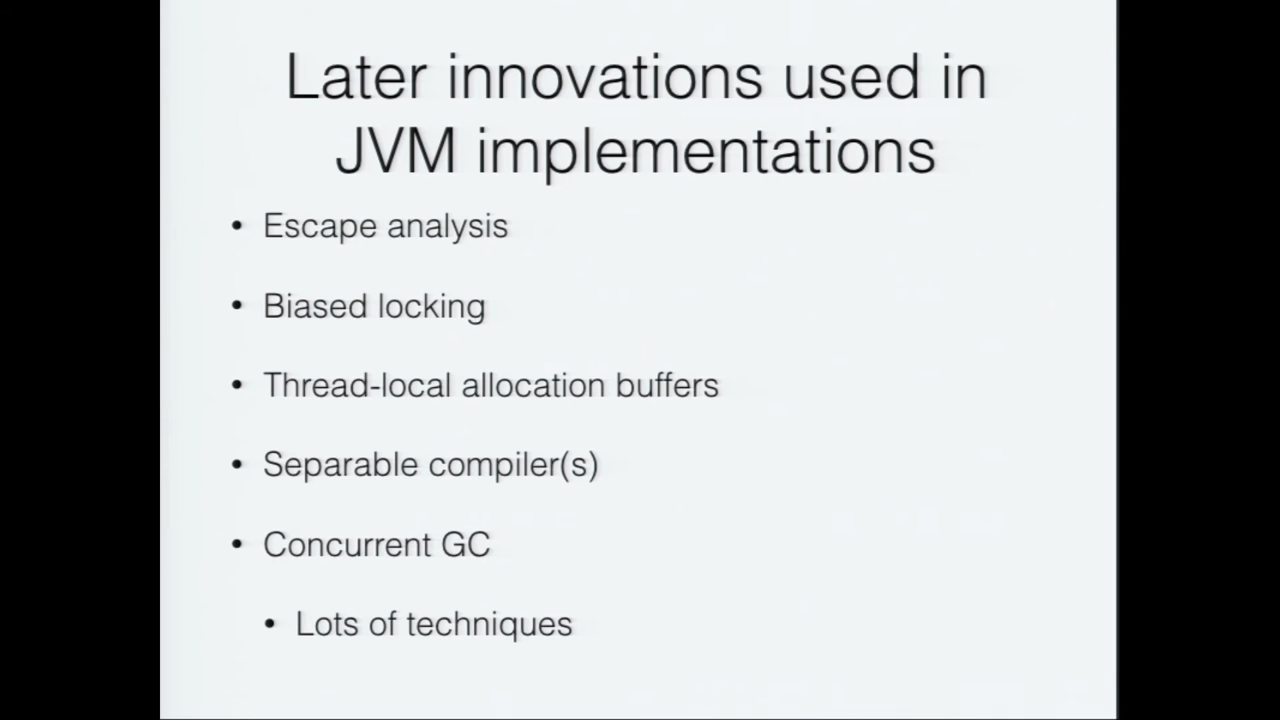 Later innovations used in
JVM implementations
• Escape analysis
• Biased locking
• Thread-local allocation buffers
• Separable compiler(s)
• Concurrent GC
• Lots of techniques